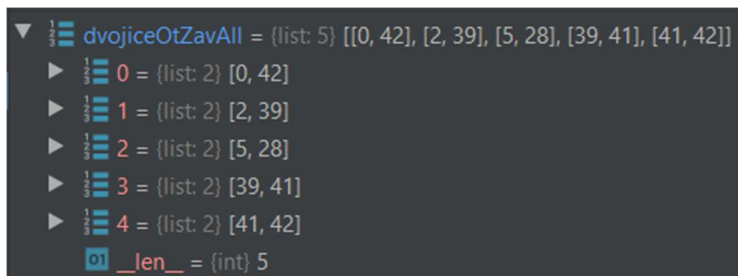 dvojiceOtZavAll = {list: 5} [[0, 42], [2, 39], [5, 28], [39, 41], [41, 42]]
0 = {list: 2} [0, 42]
1 = {list: 2} [2, 39]
2 = {list: 2} [5, 28]
3 = {list: 2} [39, 41]
4 = {list: 2} [41, 42]
01 __len__ = {int} 5